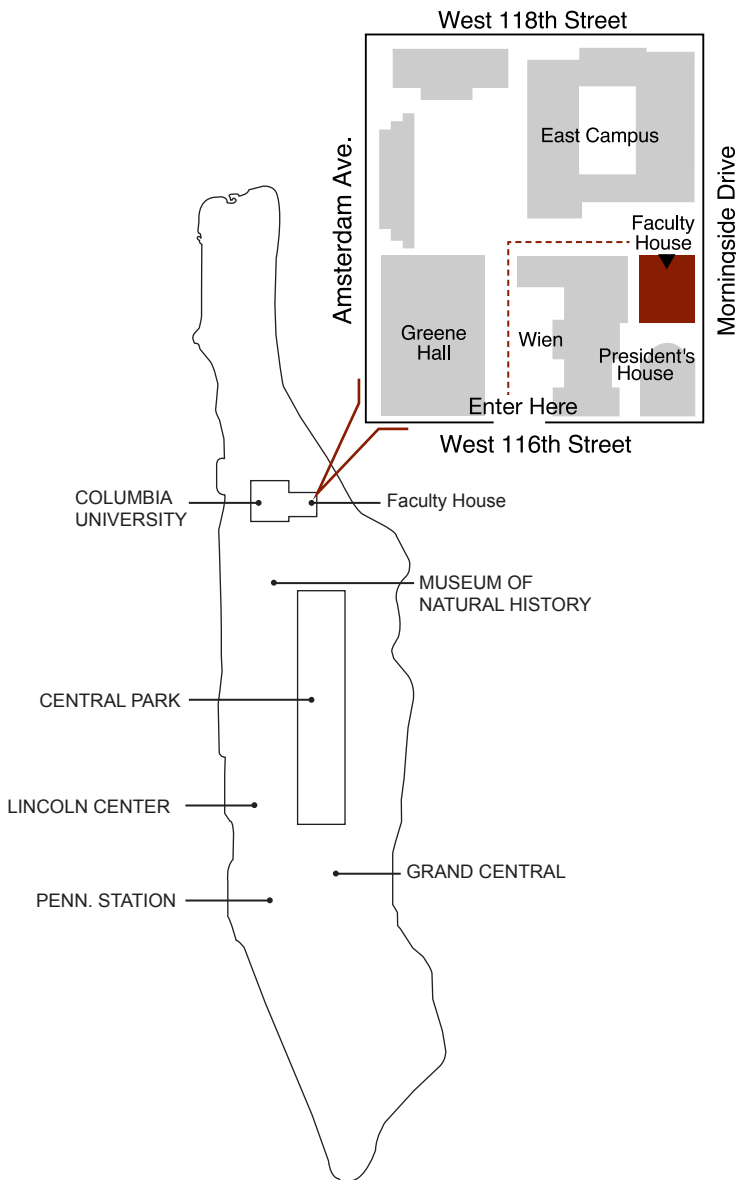 West 118th Street
Amsterdam Ave.
East Campus
Morningside Drive
Faculty
House
Greene
Hall
Wien
President's
House
Enter Here
West 116th Street
COLUMBIA
UNIVERSITY
Faculty House
MUSEUM OF
NATURAL HISTORY
CENTRAL PARK
LINCOLN CENTER
GRAND CENTRAL
PENN. STATION